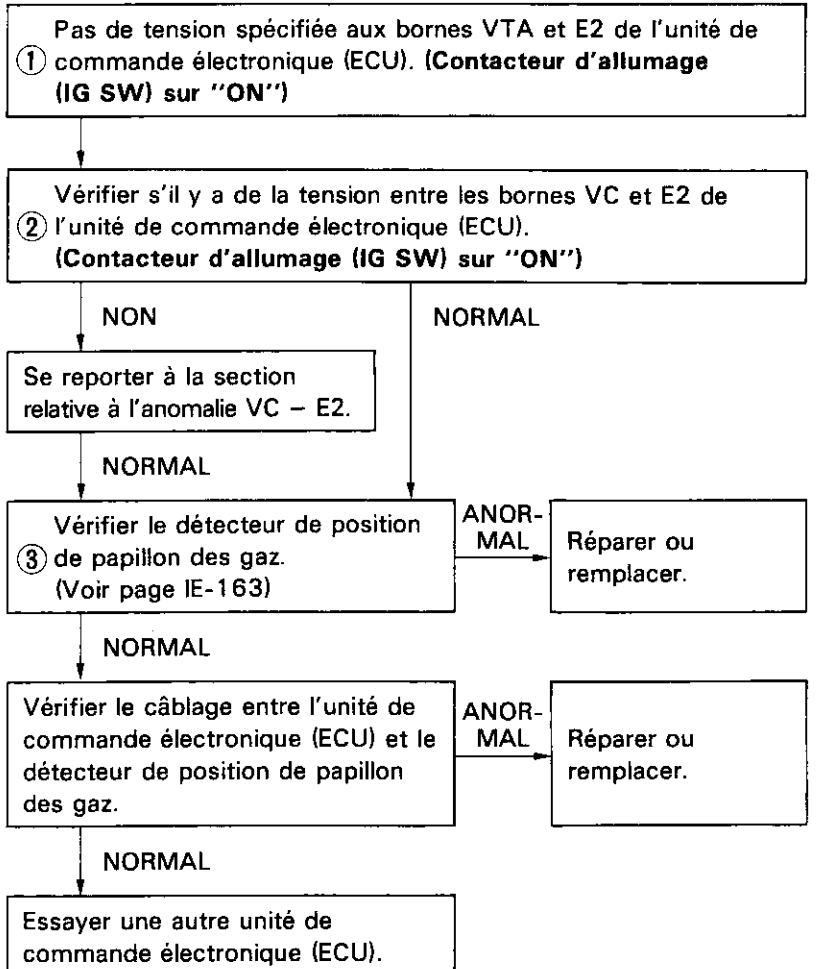 Pas de tension spécifiée aux bornes VTA et E2 de l'unité de
① commande électronique (ECU). (Contacteur d'allumage
(IG SW) sur "ON")
Vérifier s'il y a de la tension entre les bornes VC et E2 de
② l'unité de commande électronique (ECU).
(Contacteur d'allumage (IG SW) sur "ON")
NON
NORMAL
Se reporter à la section
relative à l'anomalie VC – E2.
NORMAL
Vérifier le détecteur de position
③ de papillon des gaz.
(Voir page IE-163)
ANOR-
MAL
Réparer ou
remplacer.
NORMAL
Vérifier le câblage entre l'unité de
commande électronique (ECU) et le
détecteur de position de papillon
des gaz.
ANOR-
MAL
Réparer ou
remplacer.
NORMAL
Essayer une autre unité de
commande électronique (ECU).